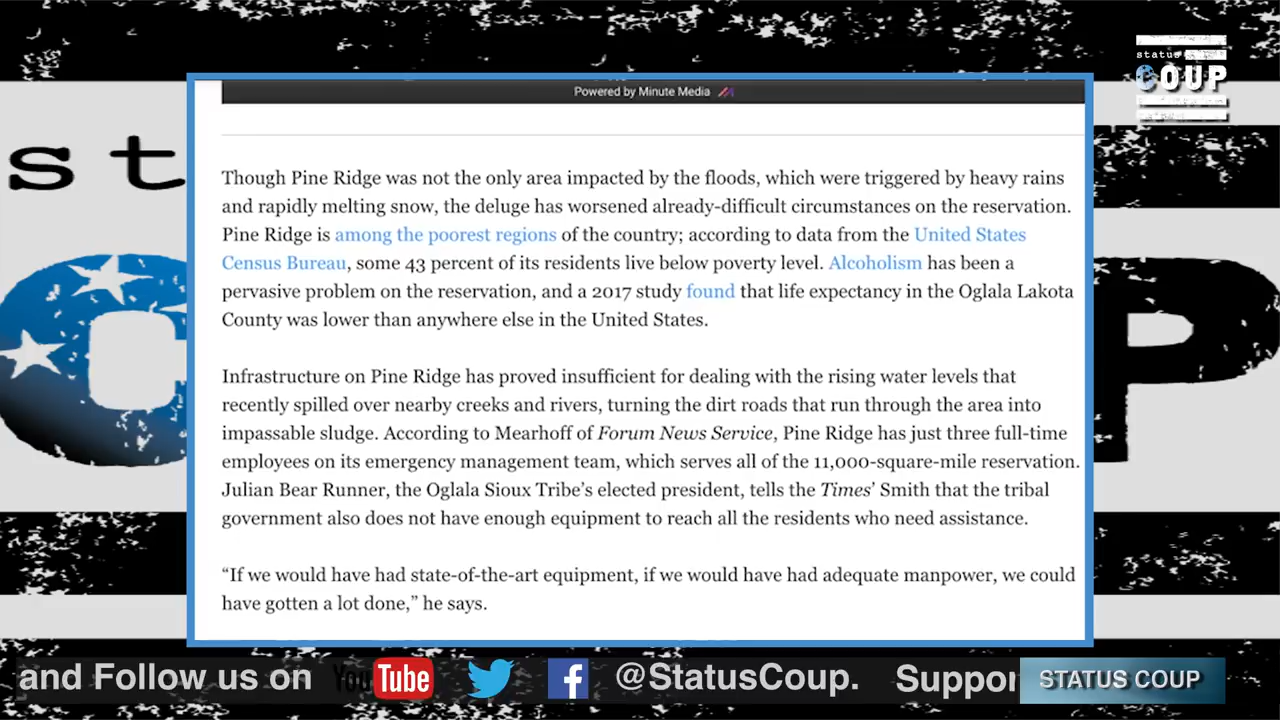 Powered by Minute Media
status
COUP
st
Though Pine Ridge was not the only area impacted by the floods, which were triggered by heavy rains
and rapidly melting snow, the deluge has worsened already-difficult circumstances on the reservation.
Pine Ridge is among the poorest regions of the country; according to data from the United States
Census Bureau, some 43 percent of its residents live below poverty level. Alcoholism has been a
pervasive problem on the reservation, and a 2017 study found that life expectancy in the Oglala Lakota
County was lower than anywhere else in the United States.
C P
Infrastructure on Pine Ridge has proved insufficient for dealing with the rising water levels that
recently spilled over nearby creeks and rivers, turning the dirt roads that run through the area into
impassable sludge. According to Mearhoff of Forum News Service, Pine Ridge has just three full-time
employees on its emergency management team, which serves all of the 11,000-square-mile reservation.
Julian Bear Runner, the Oglala Sioux Tribe’s elected president, tells the Times’ Smith that the tribal
government also does not have enough equipment to reach all the residents who need assistance.
“If we would have had state-of-the-art equipment, if we would have had adequate manpower, we could
have gotten a lot done,” he says.
and Follow us on YouTube f @StatusCoup. Suppor STATUS COUP